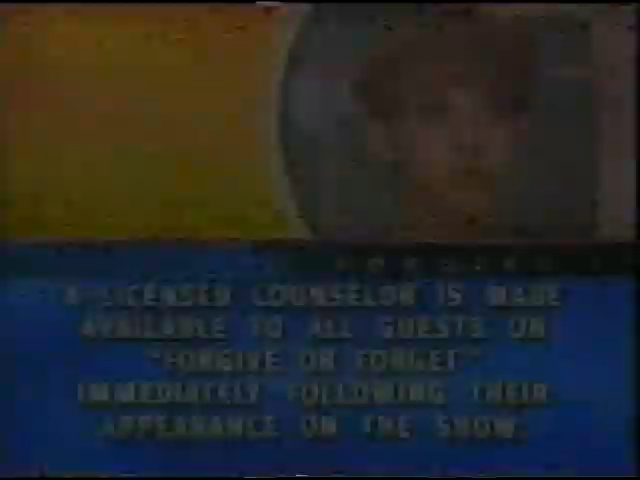 A LICENSED COUNSELOR IS MADE
AVAILABLE TO ALL GUESTS ON
"FORGIVE OR FORGET"
IMMEDIATELY FOLLOWING THEIR
APPEARANCE ON THE SHOW.